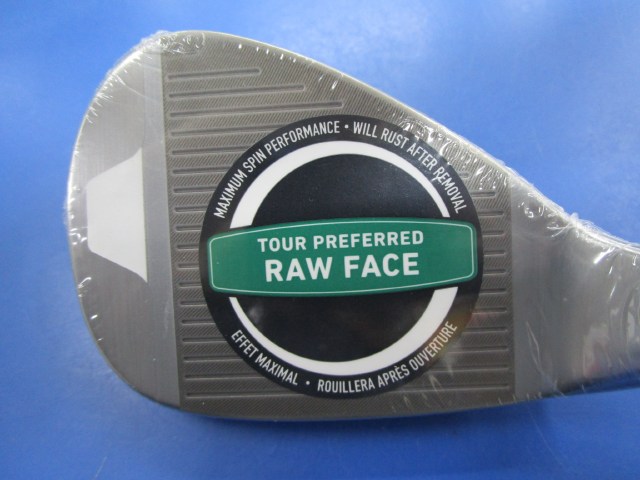 MAXIMUM SPIN PERFORMANCE • WILL RUST AFTER REMOVAL
TOUR PREFERRED
RAW FACE
EFFET MAXIMAL • ROUILLERA APRÈS OUVERTURE